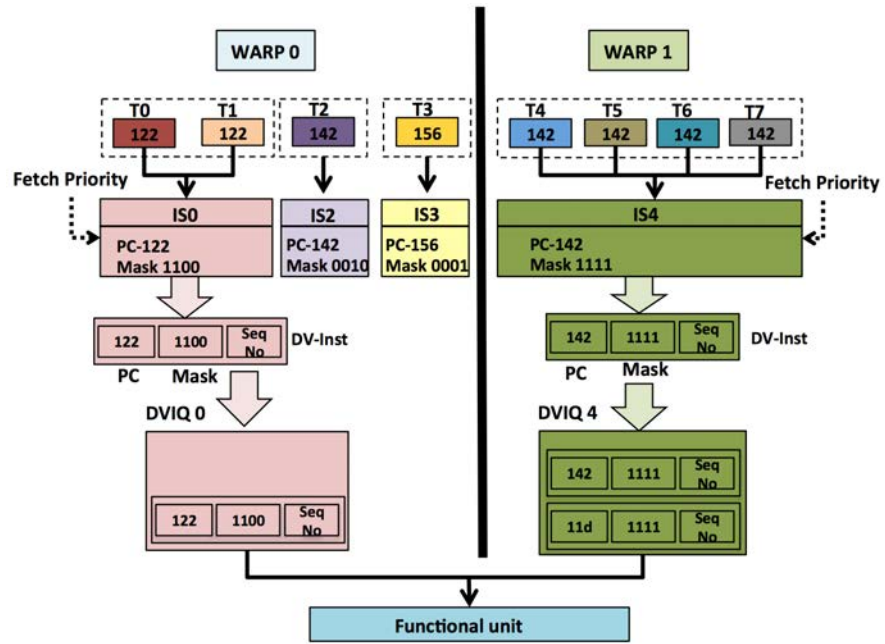 WARP 0
WARP 1
T0 T1 T2 T3
T4 T5 T6 T7
122 122 142 156
142 142 142 142
Fetch Priority
Fetch Priority
IS0
PC-122
Mask 1100
IS2
PC-142
Mask 0010
IS3
PC-156
Mask 0001
IS4
PC-142
Mask 1111
122 1100 Seq No
DV-Inst
PC Mask
142 1111 Seq No
DV-Inst
PC Mask
DVIQ 0
DVIQ 4
122 1100 Seq No
142 1111 Seq No
11d 1111 Seq No
Functional unit